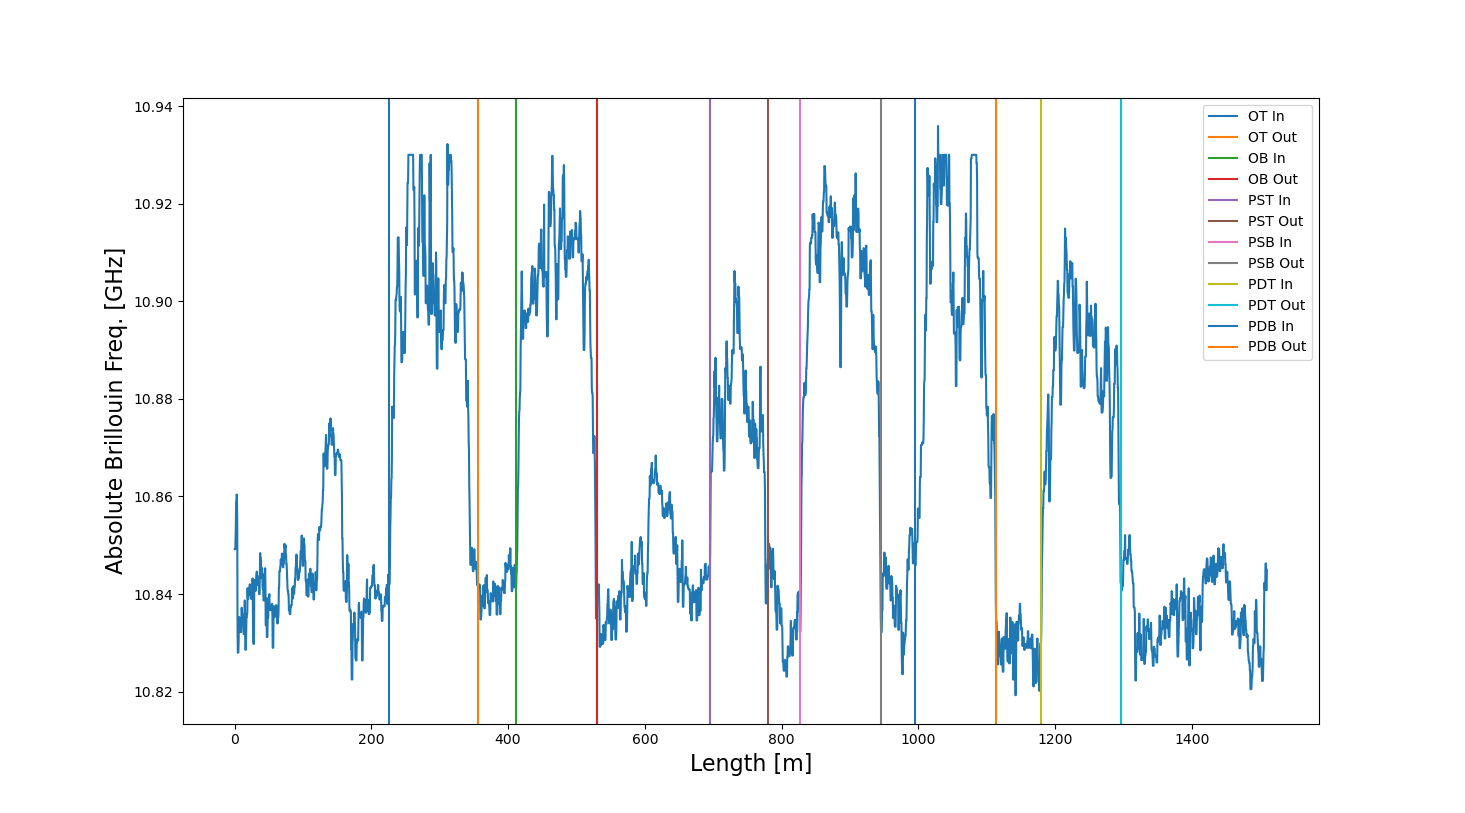 Absolute Brillouin Freq. [GHz]
10.94
10.92
10.90
10.88
10.86
10.84
10.82
OT In
OT Out
OB In
OB Out
PST In
PST Out
PSB In
PSB Out
PDT In
PDT Out
PDB In
PDB Out
0 200 400 600 800 1000 1200 1400
Length [m]